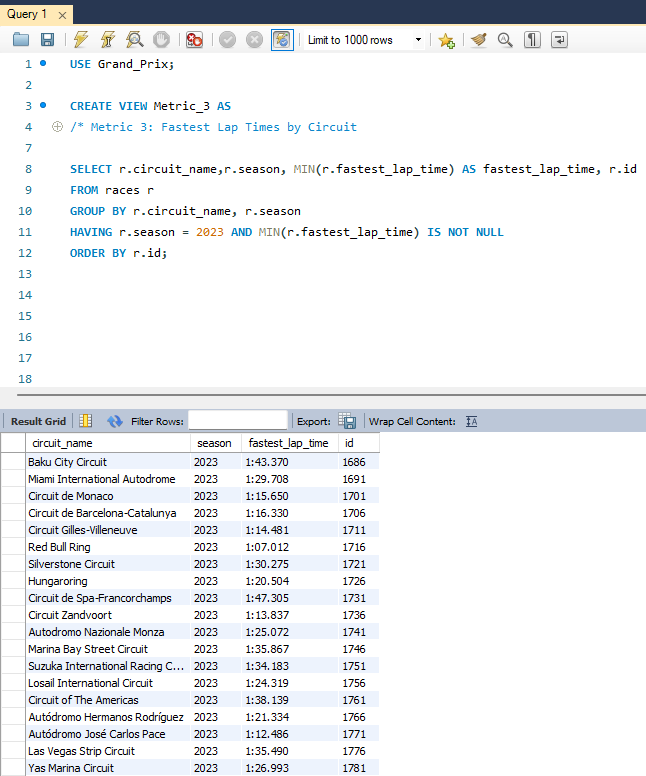 Query 1
Limit to 1000 rows
1 USE Grand_Prix;
2
3 CREATE VIEW Metric_3 AS
4 /* Metric 3: Fastest Lap Times by Circuit
7
8 SELECT r.circuit_name,r.season, MIN(r.fastest_lap_time) AS fastest_lap_time, r.id
9 FROM races r
10 GROUP BY r.circuit_name, r.season
11 HAVING r.season = 2023 AND MIN(r.fastest_lap_time) IS NOT NULL
12 ORDER BY r.id;
13
14
15
16
17
18
Result Grid Filter Rows: Export: Wrap Cell Content:
circuit_name season fastest_lap_time id
Baku City Circuit 2023 1:43.370 1686
Miami International Autodrome 2023 1:29.708 1691
Circuit de Monaco 2023 1:15.650 1701
Circuit de Barcelona-Catalunya 2023 1:16.330 1706
Circuit Gilles-Villeneuve 2023 1:14.481 1711
Red Bull Ring 2023 1:07.012 1716
Silverstone Circuit 2023 1:30.275 1721
Hungaroring 2023 1:20.504 1726
Circuit de Spa-Francorchamps 2023 1:47.305 1731
Circuit Zandvoort 2023 1:13.837 1736
Autodromo Nazionale Monza 2023 1:25.072 1741
Marina Bay Street Circuit 2023 1:35.867 1746
Suzuka International Racing C... 2023 1:34.183 1751
Losail International Circuit 2023 1:24.319 1756
Circuit of The Americas 2023 1:38.139 1761
Autódromo Hermanos Rodríguez 2023 1:21.334 1766
Autódromo José Carlos Pace 2023 1:12.486 1771
Las Vegas Strip Circuit 2023 1:35.490 1776
Yas Marina Circuit 2023 1:26.993 1781